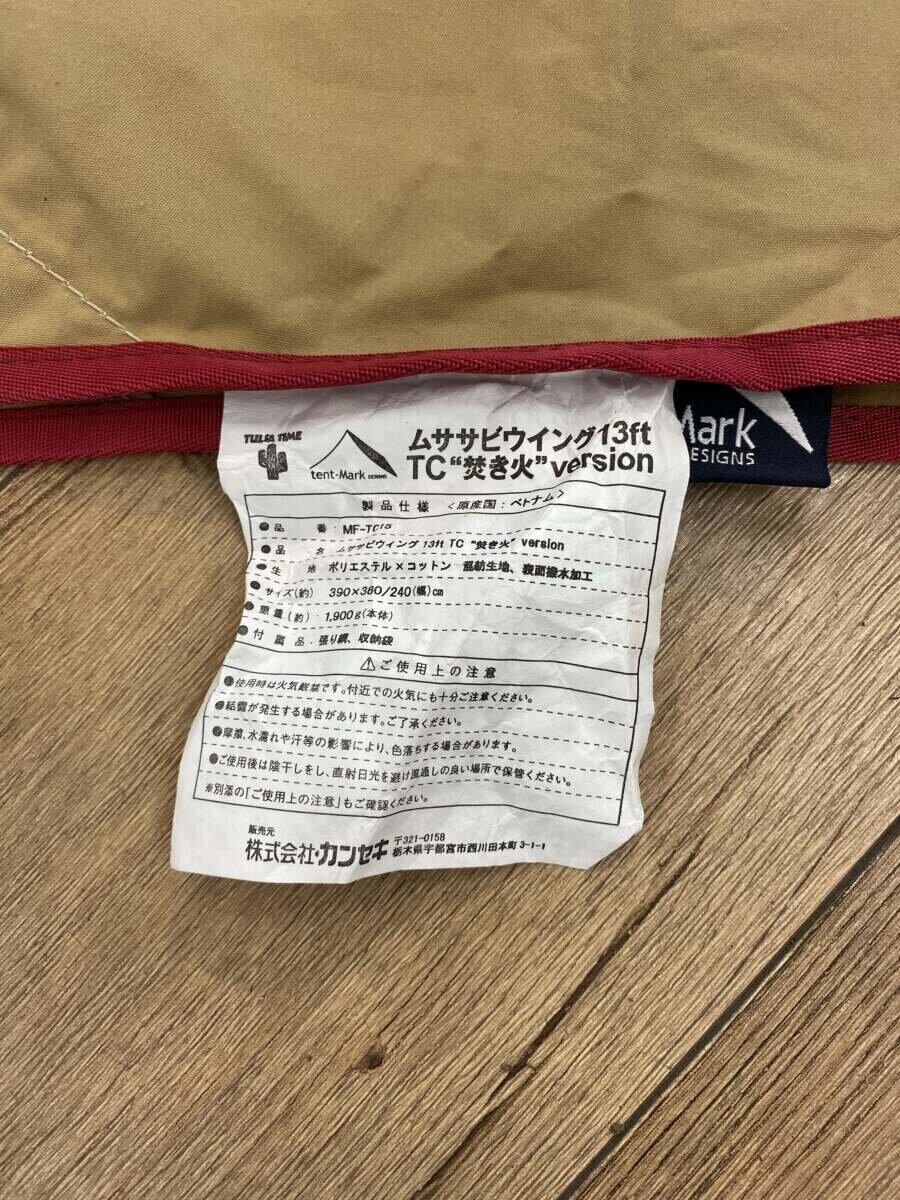 TULSA TIME
tent-Mark DESIGNS
ムササビウイング13ft
TC“焚き火”version
Mark
DESIGNS
製品仕様 〈原産国：ベトナム〉
●品 番 MF-TC15
●品 名 ムササビウィング 13ft TC “焚き火” version
●生 地 ポリエステル×コットン 混紡生地、表面撥水加工
●サイズ(約) 390×380/240(幅)cm
●重量(約) 1,900g(本体)
●付 属 品 張り綱、収納袋
⚠ご使用上の注意
●使用時は火気厳禁です。付近での火気にも十分ご注意ください。
●結露が発生する場合があります。ご了承ください。
●摩擦、水濡れや汗等の影響により、色落ちする場合があります。
●ご使用後は陰干しをし、直射日光を避け風通しの良い場所で保管ください。
※別添の「ご使用上の注意」もご確認ください。
販売元
株式会社・カンセキ
〒321-0158
栃木県宇都宮市西川田本町3-1-1